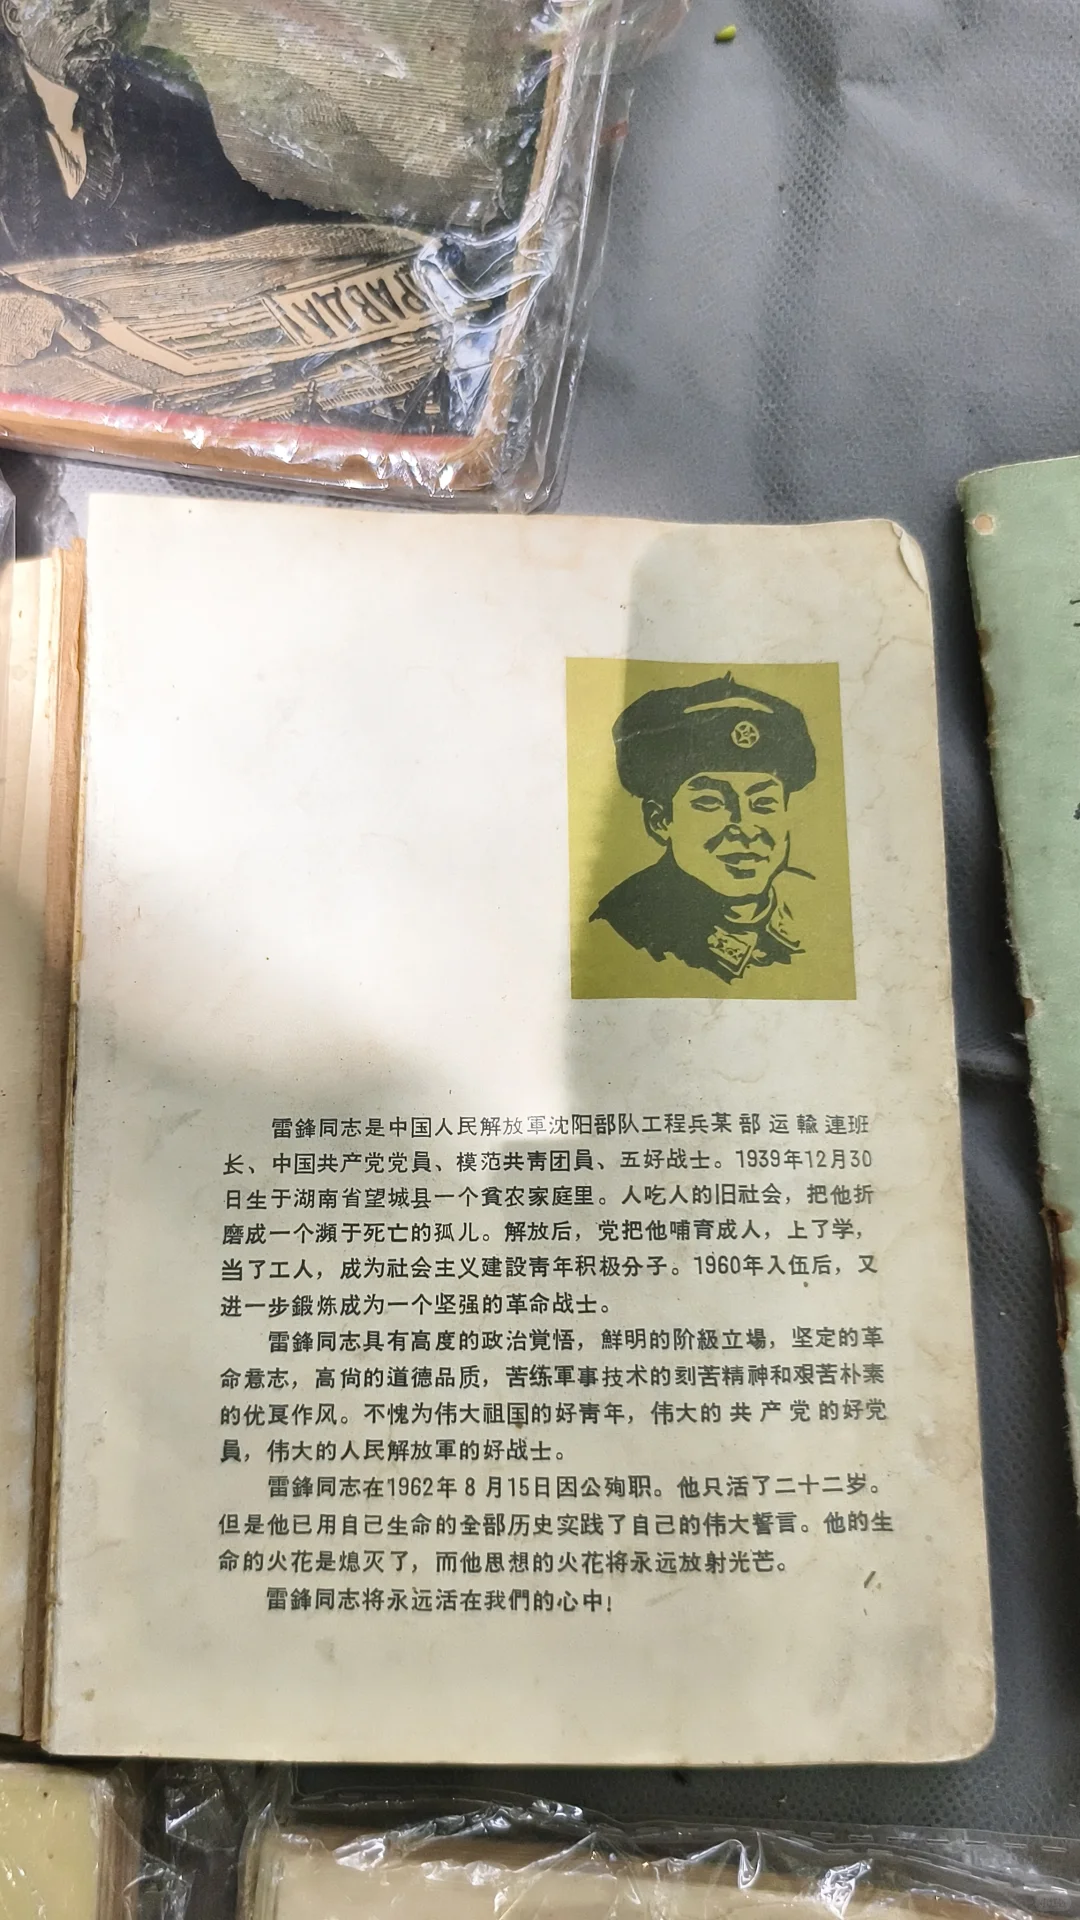 РАВДА
雷鋒同志是中国人民解放軍沈阳部队工程兵某部运輸連班
长、中国共产党党員、模范共青团員、五好战士。1939年12月30
日生于湖南省望城县一个貧农家庭里。人吃人的旧社会，把他折
磨成一个瀕于死亡的孤儿。解放后，党把他哺育成人，上了学，
当了工人，成为社会主义建設青年积极分子。1960年入伍后，又
进一步鍛炼成为一个坚强的革命战士。
雷鋒同志具有高度的政治覚悟，鮮明的阶級立場，坚定的革
命意志，高尙的道德品质，苦练軍事技术的刻苦精神和艰苦朴素
的优良作风。不愧为伟大祖国的好青年，伟大的共产党的好党
員，伟大的人民解放軍的好战士。
雷鋒同志在1962年8月15日因公殉职。他只活了二十二岁。
但是他已用自己生命的全部历史实践了自己的伟大誓言。他的生
命的火花是熄灭了，而他思想的火花将永远放射光芒。
雷鋒同志将永远活在我們的心中！